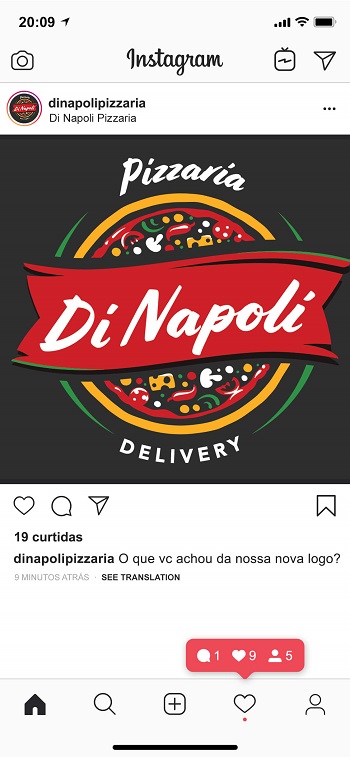 20:09
Instagram
dinapolipizzaria
Di Napoli Pizzaria
Pizzaria
Di Napoli
DELIVERY
19 curtidas
dinapolipizzaria O que vc achou da nossa nova logo?
9 MINUTOS ATRÁS · SEE TRANSLATION
1 9 5